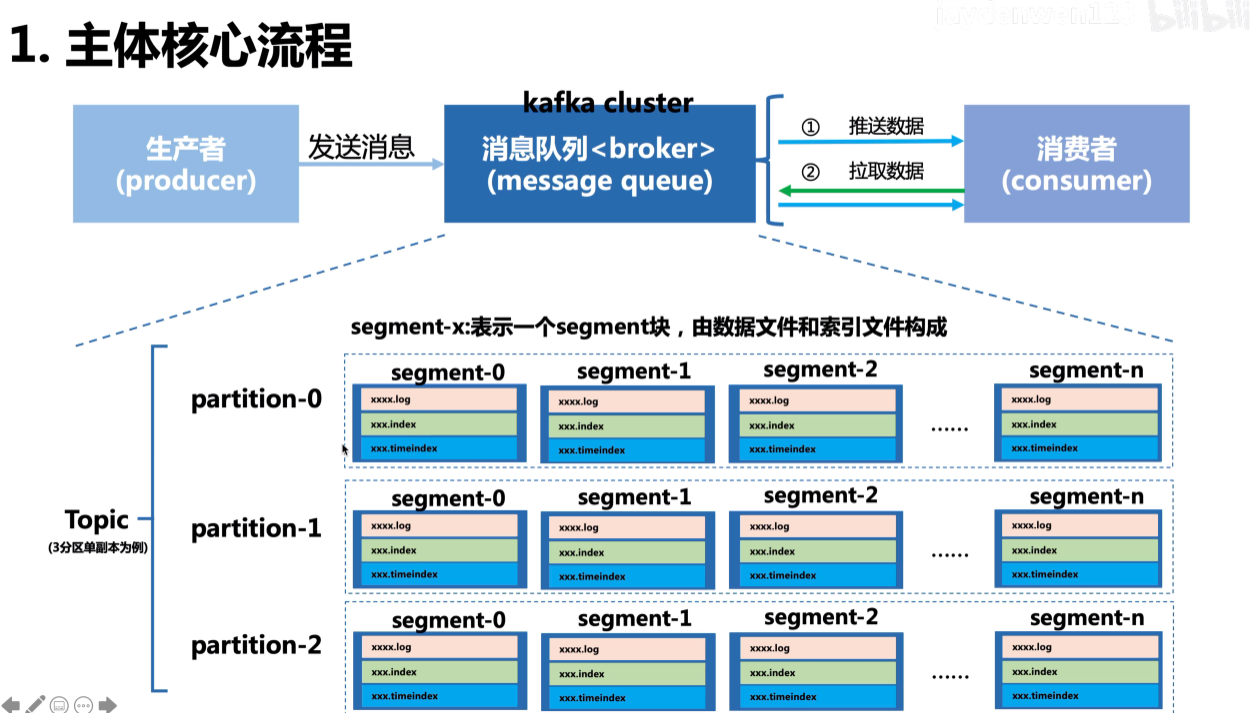 1. 主体核心流程
bilibili
kafka cluster
生产者
(producer)
发送消息
消息队列<broker>
(message queue)
① 推送数据
② 拉取数据
消费者
(consumer)
segment-x:表示一个segment块，由数据文件和索引文件构成
Topic
(3分区单副本为例)
partition-0
segment-0 segment-1 segment-2 segment-n
xxxx.log xxxx.log xxxx.log xxxx.log
xxx.index xxx.index xxx.index ...... xxx.index
xxx.timeindex xxx.timeindex xxx.timeindex xxx.timeindex
partition-1
segment-0 segment-1 segment-2 segment-n
xxxx.log xxxx.log xxxx.log xxxx.log
xxx.index xxx.index xxx.index ...... xxx.index
xxx.timeindex xxx.timeindex xxx.timeindex xxx.timeindex
partition-2
segment-0 segment-1 segment-2 segment-n
xxxx.log xxxx.log xxxx.log xxxx.log
xxx.index xxx.index xxx.index ...... xxx.index
xxx.timeindex xxx.timeindex xxx.timeindex xxx.timeindex